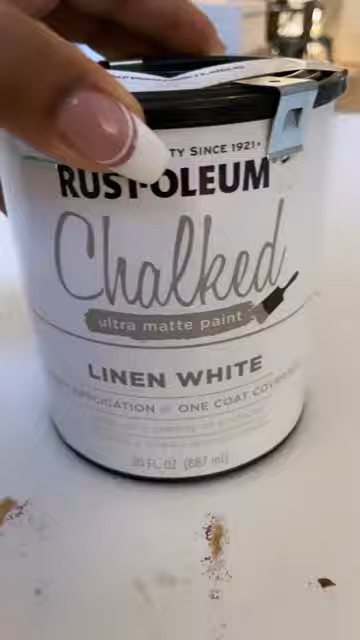 TY SINCE 1921
RUST-OLEUM
Chalked
ultra matte paint
LINEN WHITE
APPLICATION ONE COAT COVERAGE
30 FL. OZ. (887 mL)